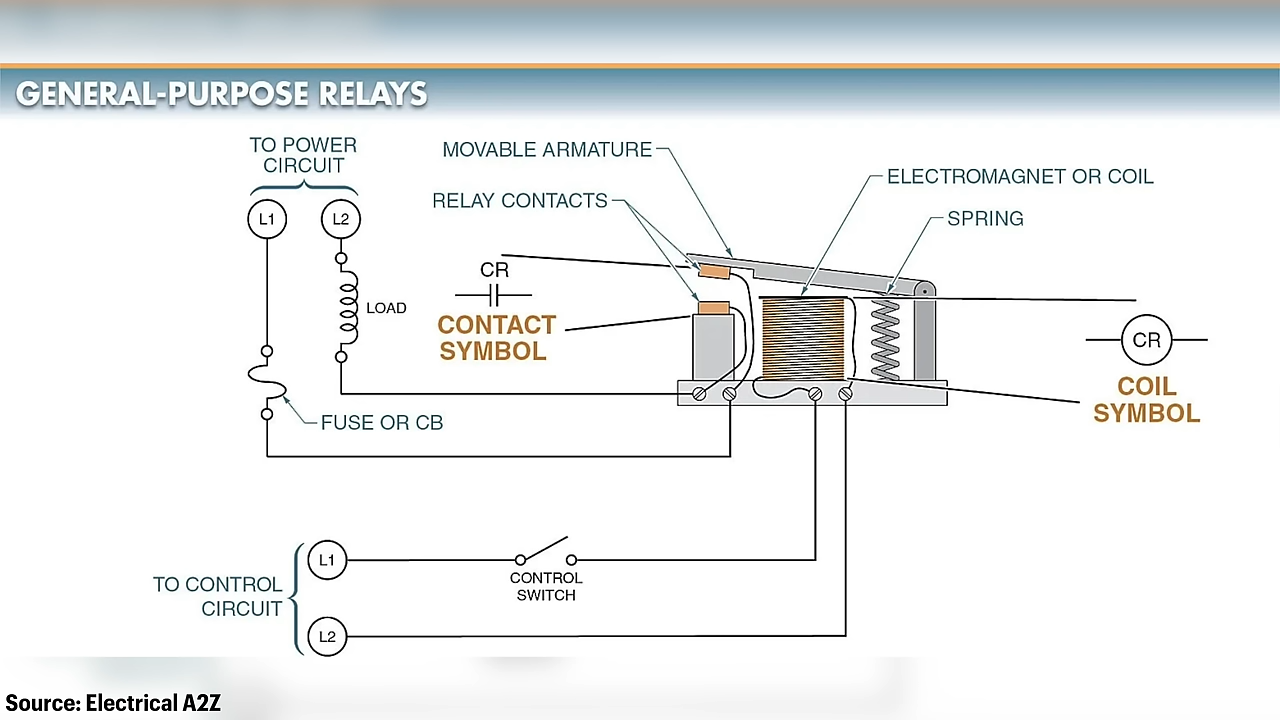 GENERAL-PURPOSE RELAYS
TO POWER
CIRCUIT
MOVABLE ARMATURE
ELECTROMAGNET OR COIL
RELAY CONTACTS
L1
L2
SPRING
CR
LOAD
CONTACT
SYMBOL
CR
COIL
SYMBOL
FUSE OR CB
L1
CONTROL
SWITCH
TO CONTROL
CIRCUIT
L2
Source: Electrical A2Z